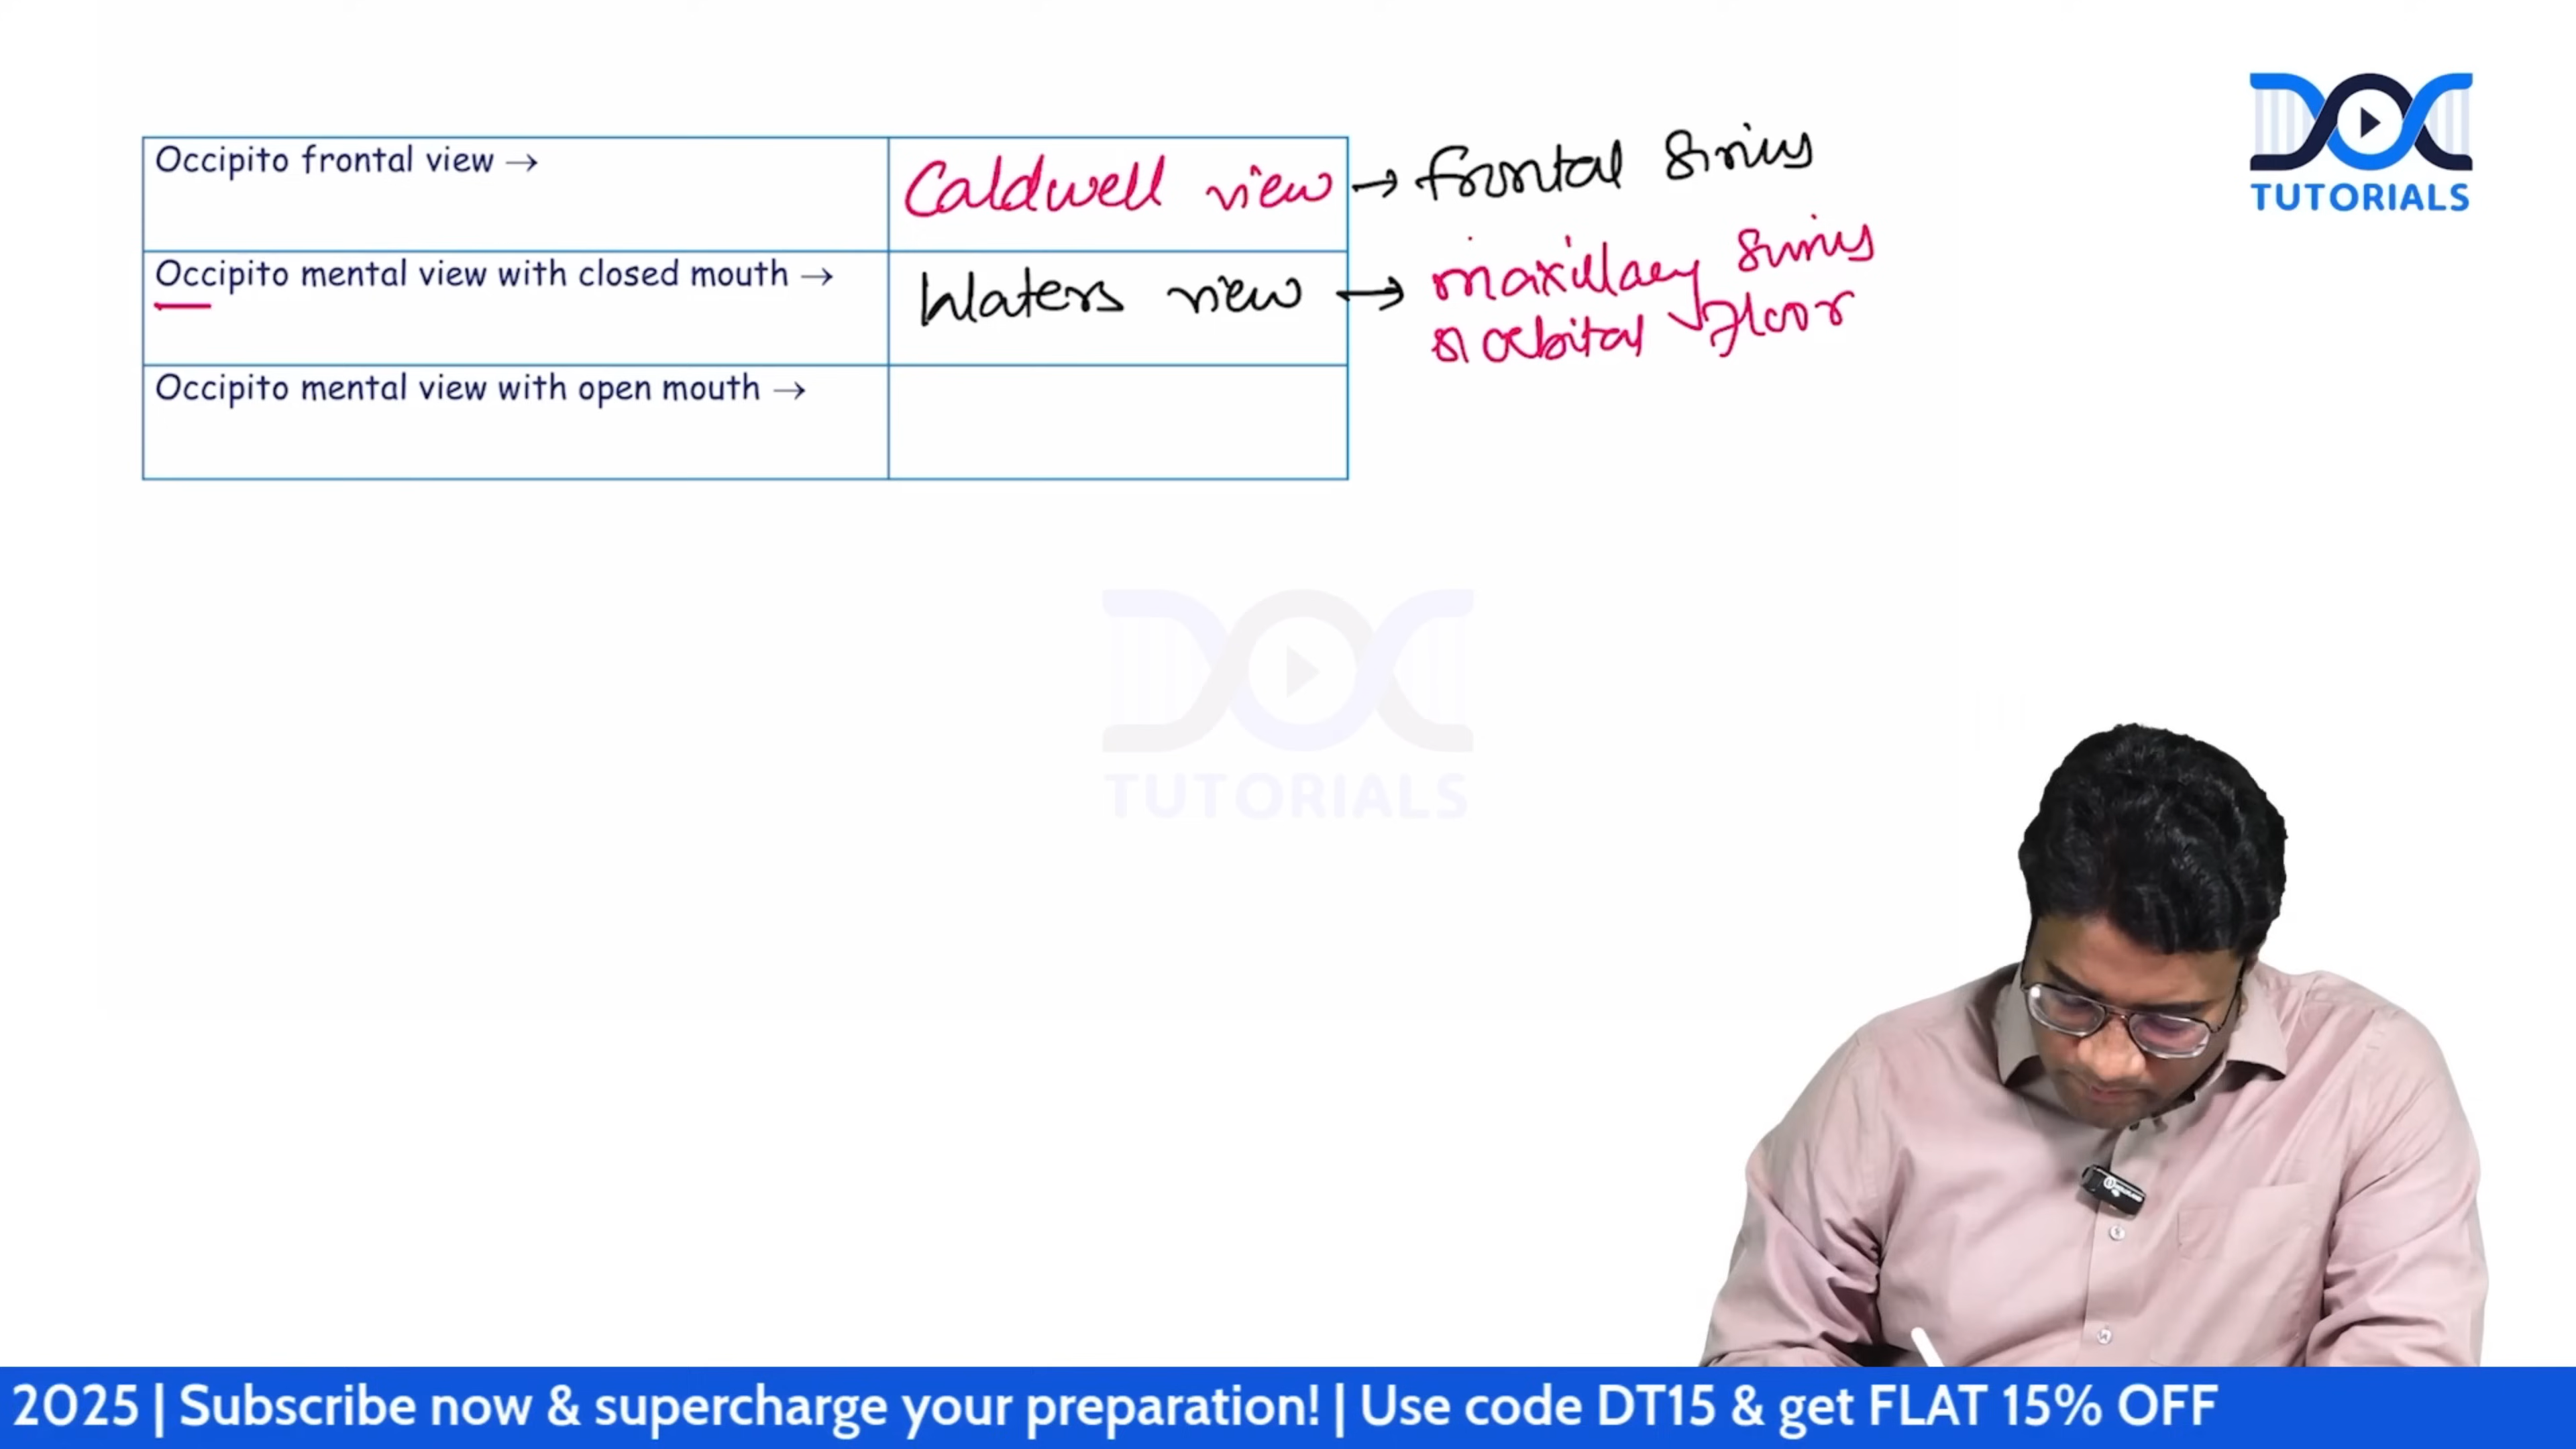 DOC
TUTORIALS
Occipito frontal view → Caldwell view → frontal Sinus
Occipito mental view with closed mouth → Waters view → maxillary Sinus
& orbital Floor
Occipito mental view with open mouth →
TUTORIALS
2025 | Subscribe now & supercharge your preparation! | Use code DT15 & get FLAT 15% OFF